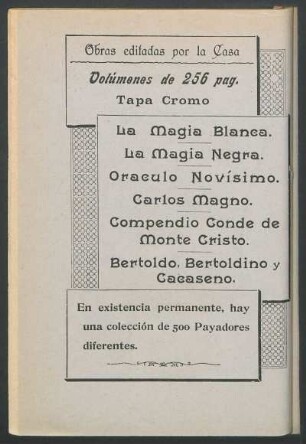 Obras editadas por la Casa
Volúmenes de 256 pag.
Tapa Cromo
La Magia Blanca.
La Magia Negra.
Oraculo Novísimo.
Carlos Magno.
Compendio Conde de
Monte Cristo.
Bertoldo, Bertoldino y
Cacaseno.
En existencia permanente, hay
una colección de 500 Payadores
diferentes.